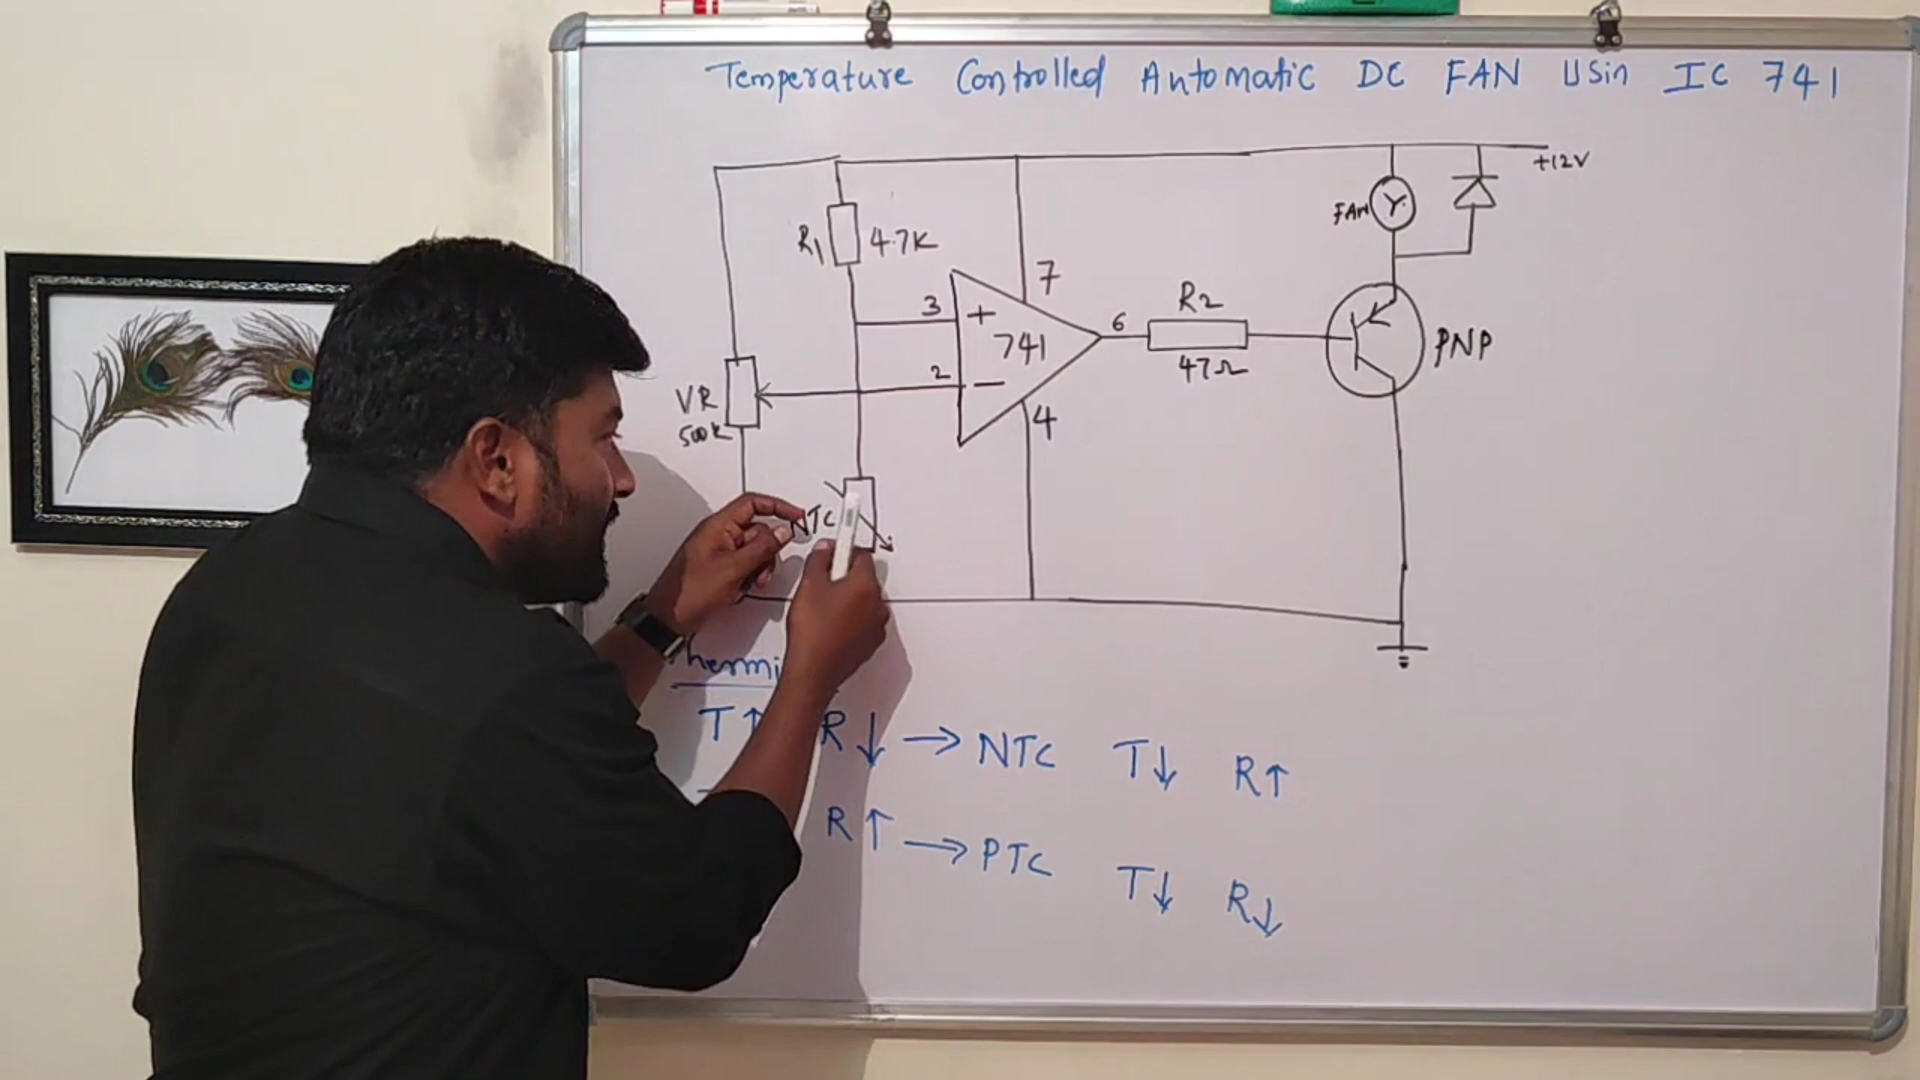 Temperature Controlled Automatic DC FAN Usin IC 741
+12V
FAN
R1 4.7K
7
3
+
741
6
R2
47Ω
PNP
2
−
VR
500K
4
NTC
T↑ R↓ → NTC T↓ R↑
R↑ → PTC T↓ R↓